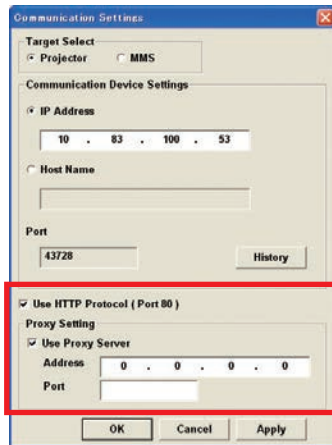 Communication Settings
Target Select
Projector MMS
Communication Device Settings
IP Address
10 . 83 . 100 . 53
Host Name
Port
43728 History
Use HTTP Protocol ( Port 80 )
Proxy Setting
Use Proxy Server
Address 0 . 0 . 0 . 0
Port
OK Cancel Apply